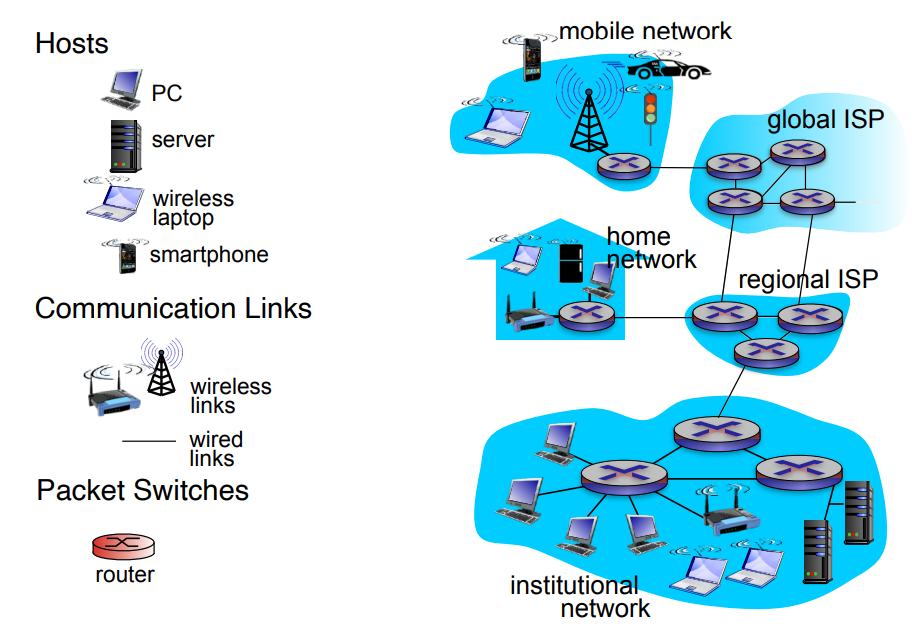 Hosts
PC
server
wireless
laptop
smartphone
Communication Links
wireless
links
wired
links
Packet Switches
router
mobile network
global ISP
home
network
regional ISP
institutional
network